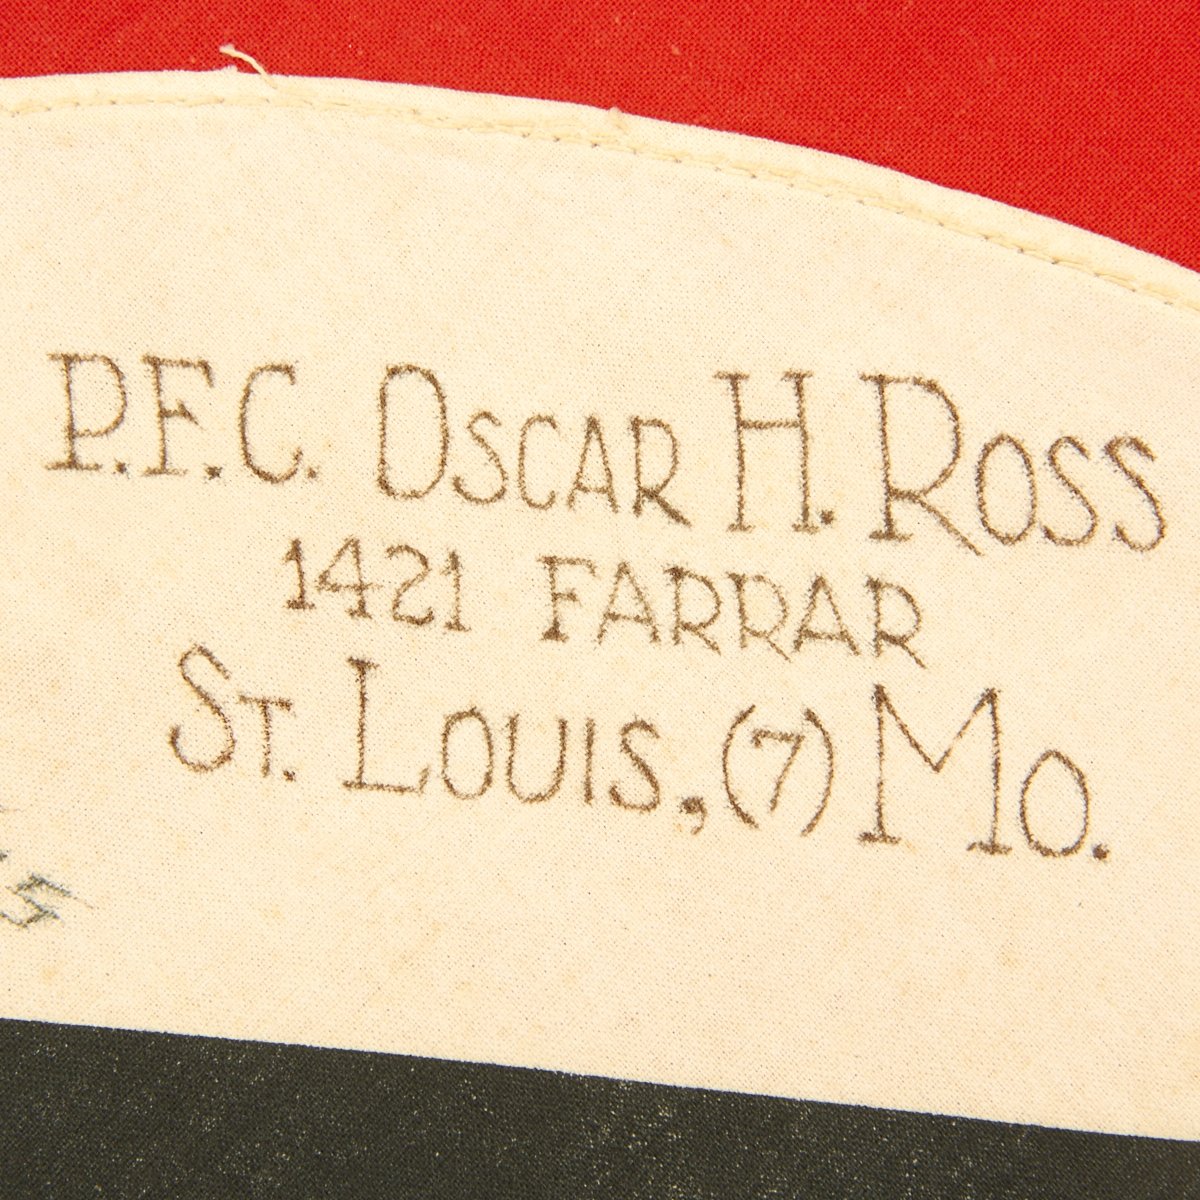 P.F.C. OSCAR H. ROSS
1421 FARRAR
ST. LOUIS, (7) MO.